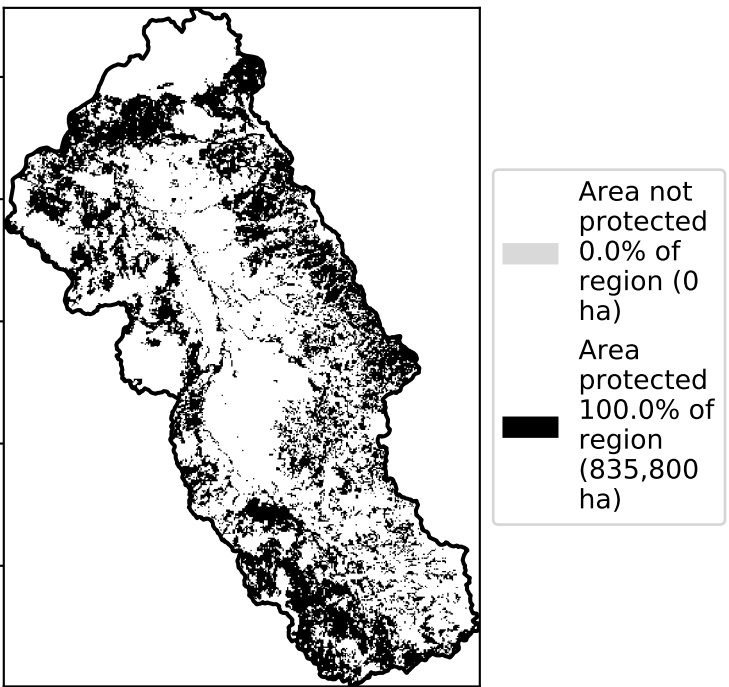 Area not
protected
0.0% of
region (0
ha)
Area
protected
100.0% of
region
(835,800
ha)